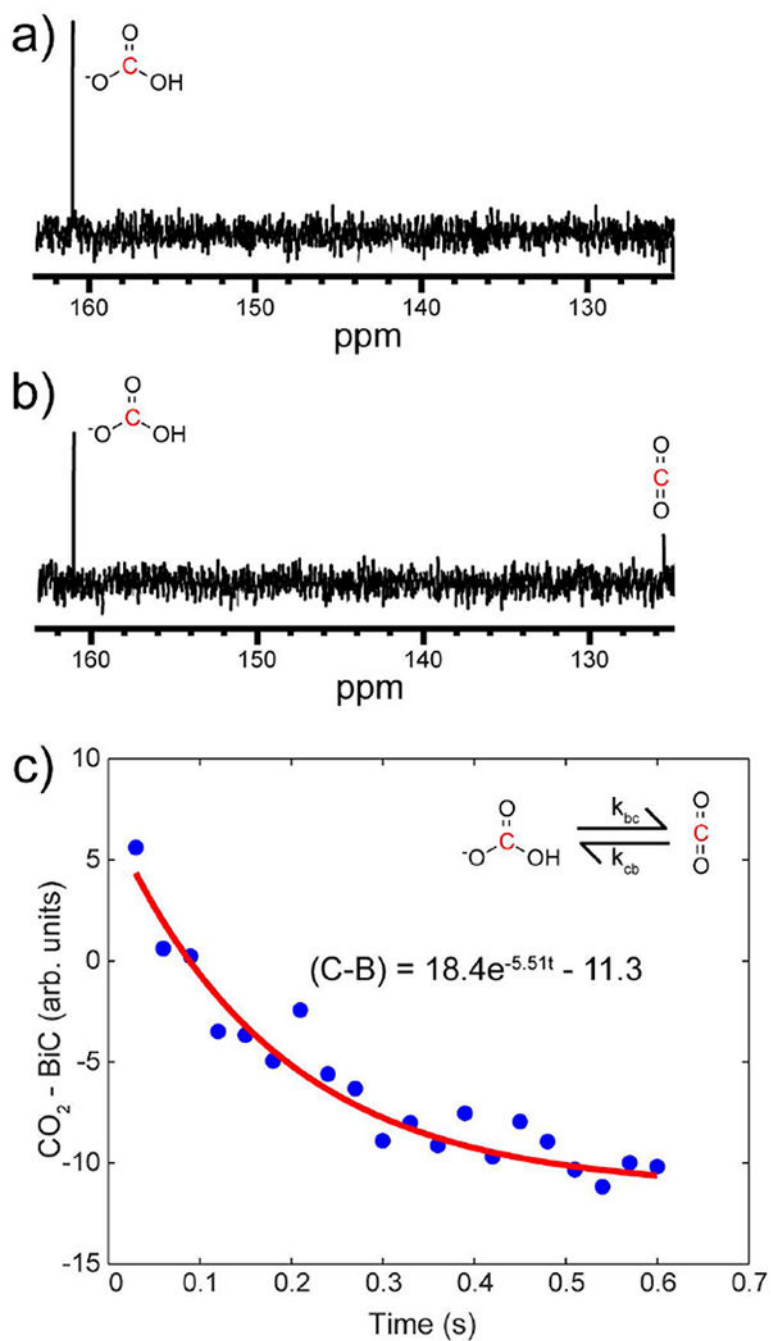 a)
O
⁻O C OH
160 150 140 130
ppm
b)
O
⁻O C OH
O
C
O
160 150 140 130
ppm
c)
10
5
0
-5
-10
-15
CO₂ - BiC (arb. units)
O
⁻O C OH
k_bc
k_cb
O
C
O
(C-B) = 18.4e^-5.51t - 11.3
0 0.1 0.2 0.3 0.4 0.5 0.6 0.7
Time (s)